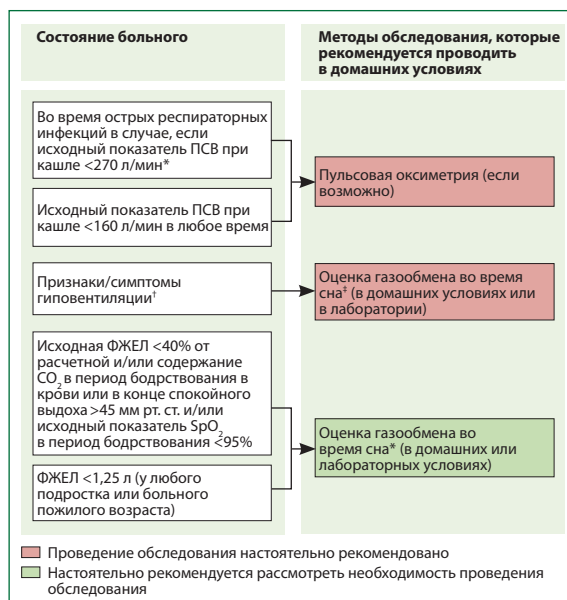 Состояние больного
Методы обследования, которые
рекомендуется проводить
в домашних условиях
Во время острых респираторных
инфекций в случае, если
исходный показатель ПСВ при
кашле <270 л/мин*
Исходный показатель ПСВ при
кашле <160 л/мин в любое время
Пульсовая оксиметрия (если
возможно)
Признаки/симптомы
гиповентиляции†
Оценка газообмена во время
сна‡ (в домашних условиях или
в лаборатории)
Исходная ФЖЕЛ <40% от
расчетной и/или содержание
CO₂ в период бодрствования в
крови или в конце спокойного
выдоха >45 мм рт. ст. и/или
исходный показатель SpO₂
в период бодрствования <95%
ФЖЕЛ <1,25 л (у любого
подростка или больного
пожилого возраста)
Оценка газообмена во
время сна* (в домашних или
лабораторных условиях)
Проведение обследования настоятельно рекомендовано
Настоятельно рекомендуется рассмотреть необходимость проведения
обследования